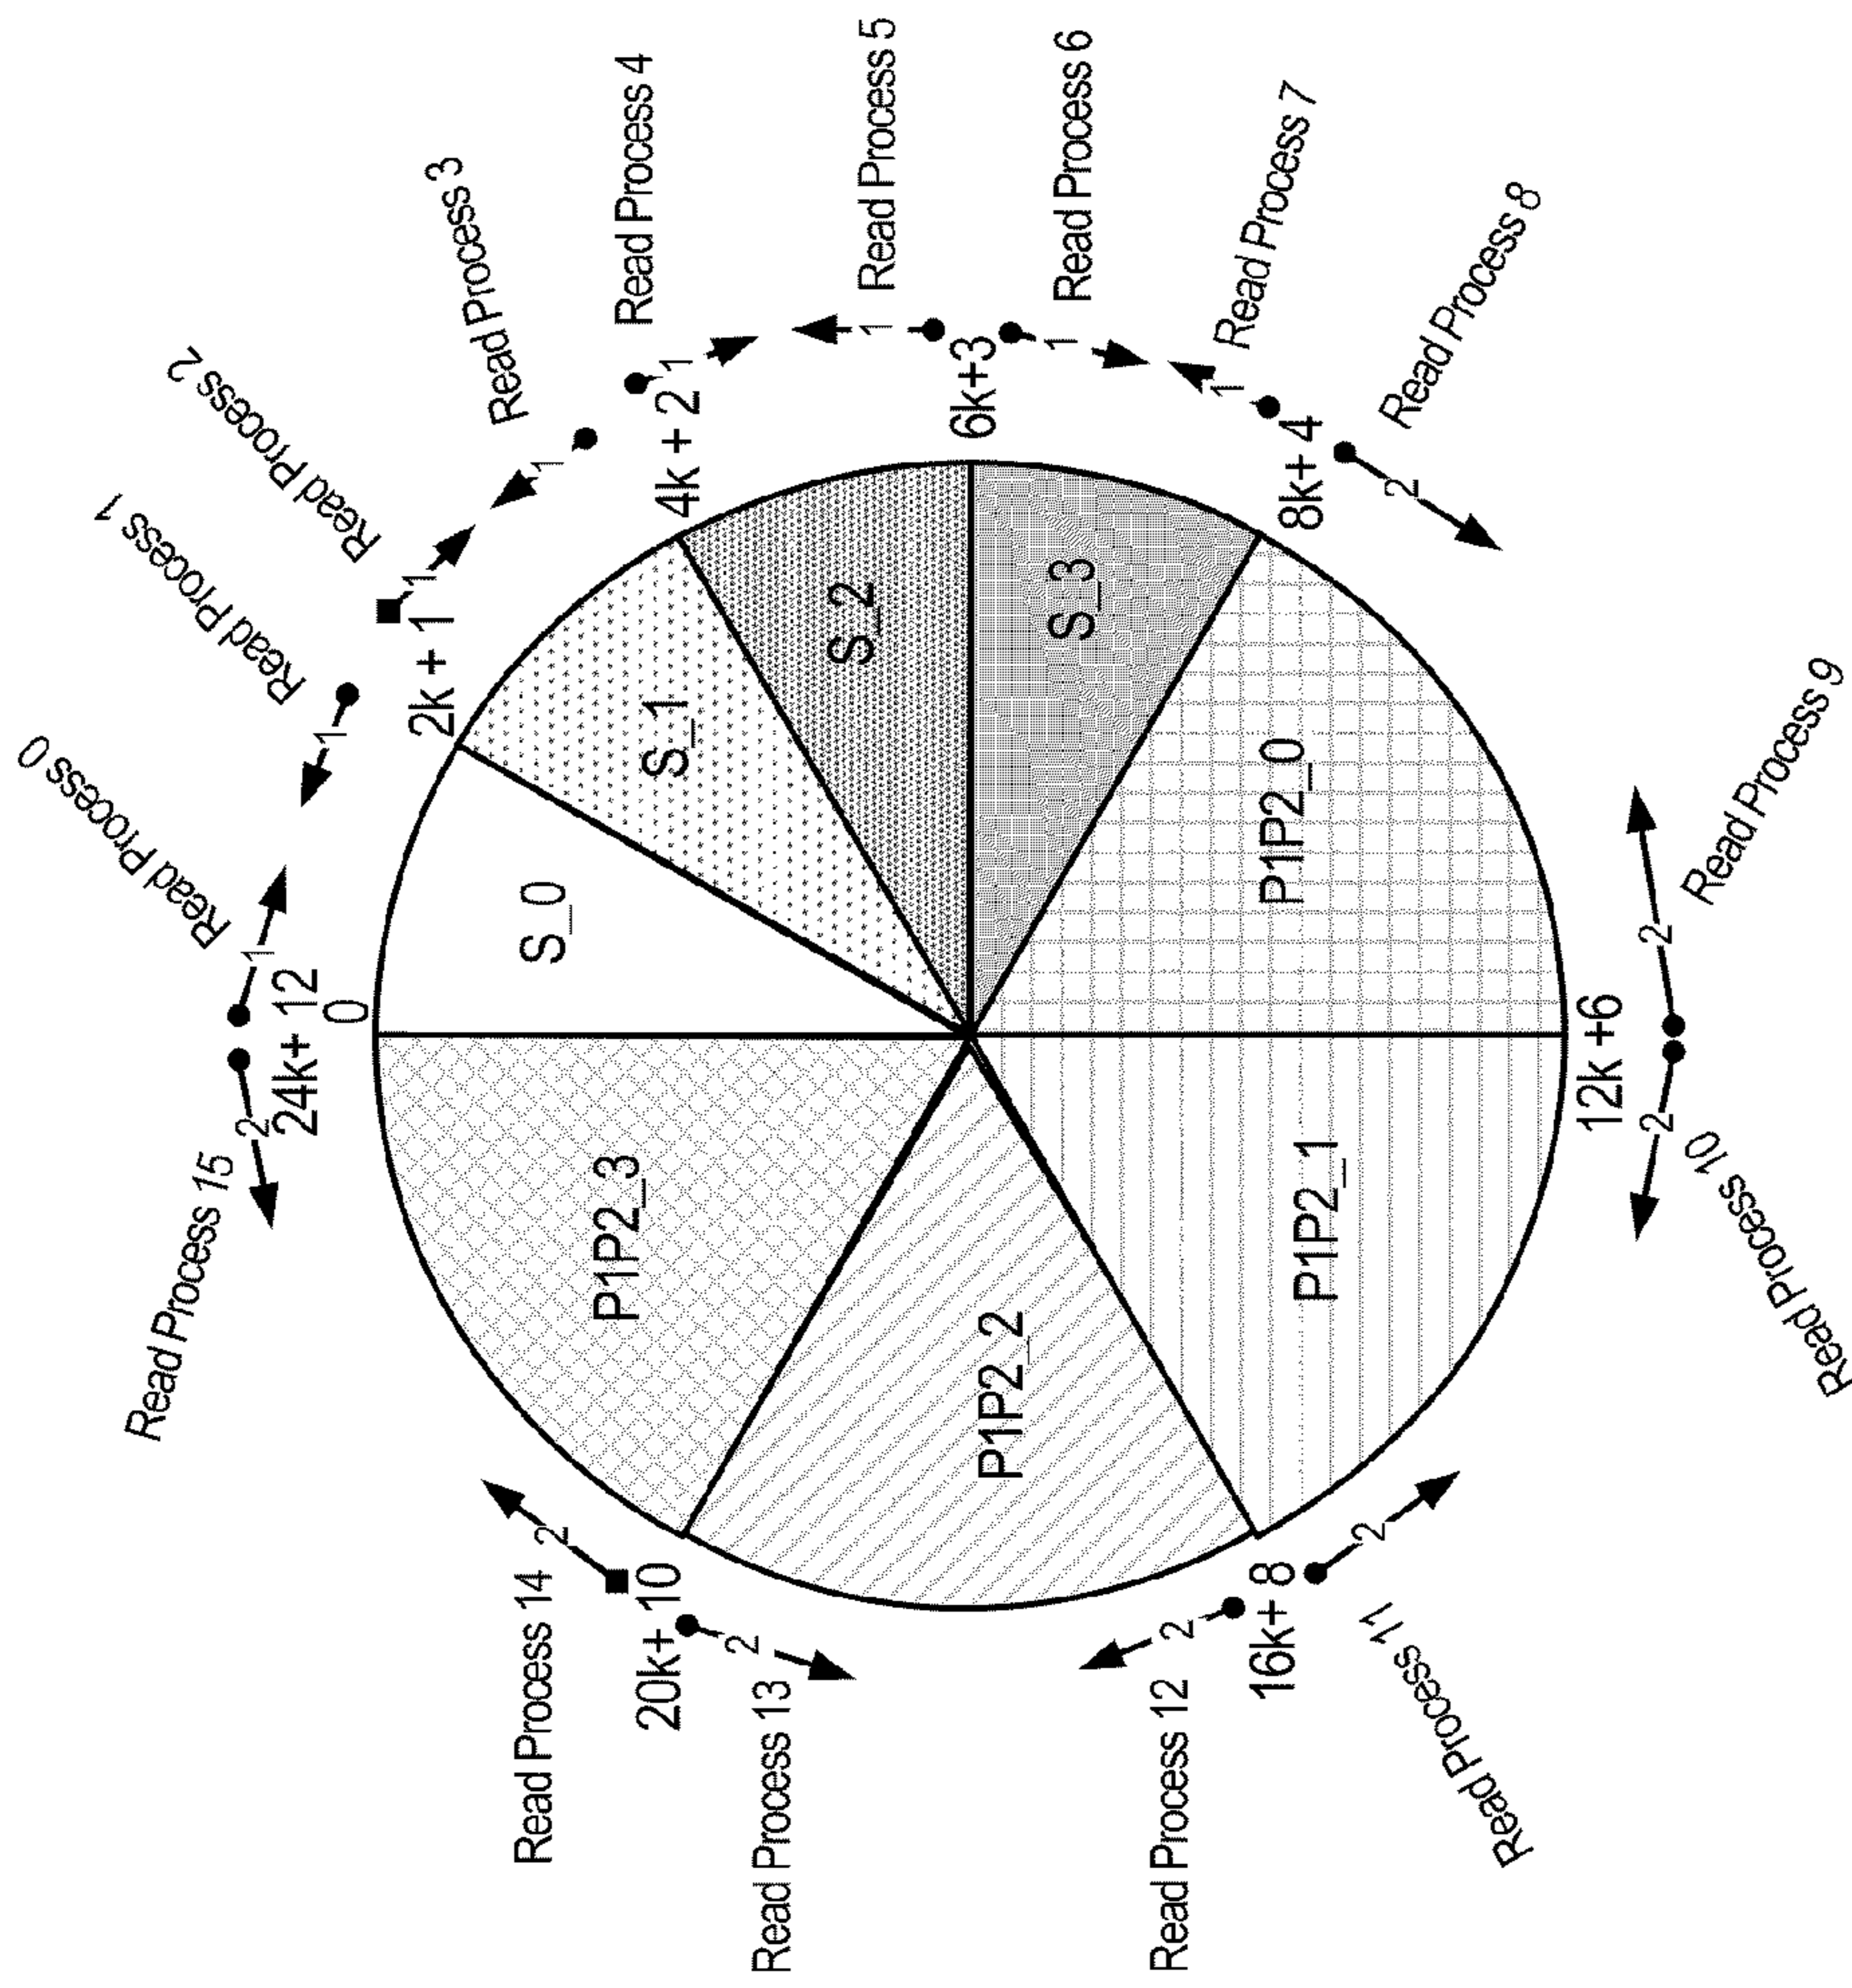 Read Process 0
Read Process 1
Read Process 2
Read Process 3
Read Process 4
Read Process 5
Read Process 6
Read Process 7
Read Process 8
Read Process 9
Read Process 10
Read Process 11
Read Process 12
Read Process 13
Read Process 14
Read Process 15
1
1
1
1
1
1
1
1
2
2
2
2
2
2
2
2
24k+ 12
0
2k + 1
4k + 2
6k+3
8k+ 4
12k +6
16k+ 8
20k+ 10
S_0
S_1
S_2
S_3
P1P2_0
P1P2_1
P1P2_2
P1P2_3